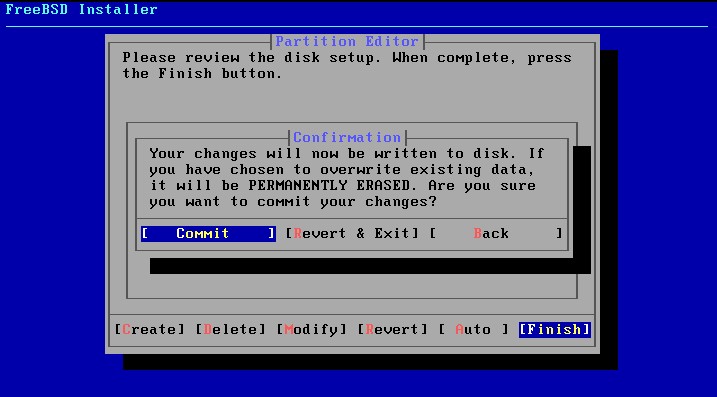 FreeBSD Installer
Partition Editor
Please review the disk setup. When complete, press
the Finish button.
Confirmation
Your changes will now be written to disk. If
you have chosen to overwrite existing data,
it will be PERMANENTLY ERASED. Are you sure
you want to commit your changes?
[ Commit ] [Revert & Exit] [ Back ]
[Create] [Delete] [Modify] [Revert] [ Auto ] [Finish]